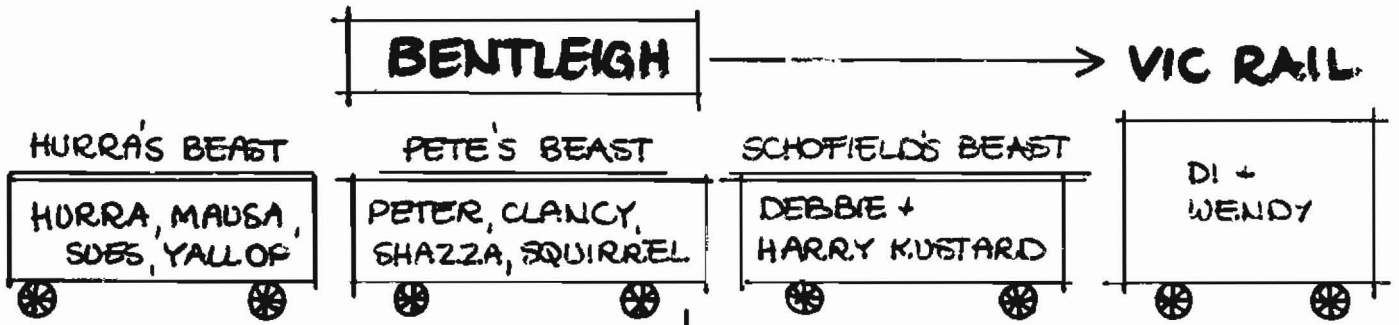 BENTLEIGH → VIC RAIL.
HURRA'S BEAST
HURRA, MAUSA,
SUES, YALLOP
PETE'S BEAST
PETER, CLANCY,
SHAZZA, SQUIRREL
SCHOFIELD'S BEAST
DEBBIE +
HARRY KUSTARD
DI +
WENDY